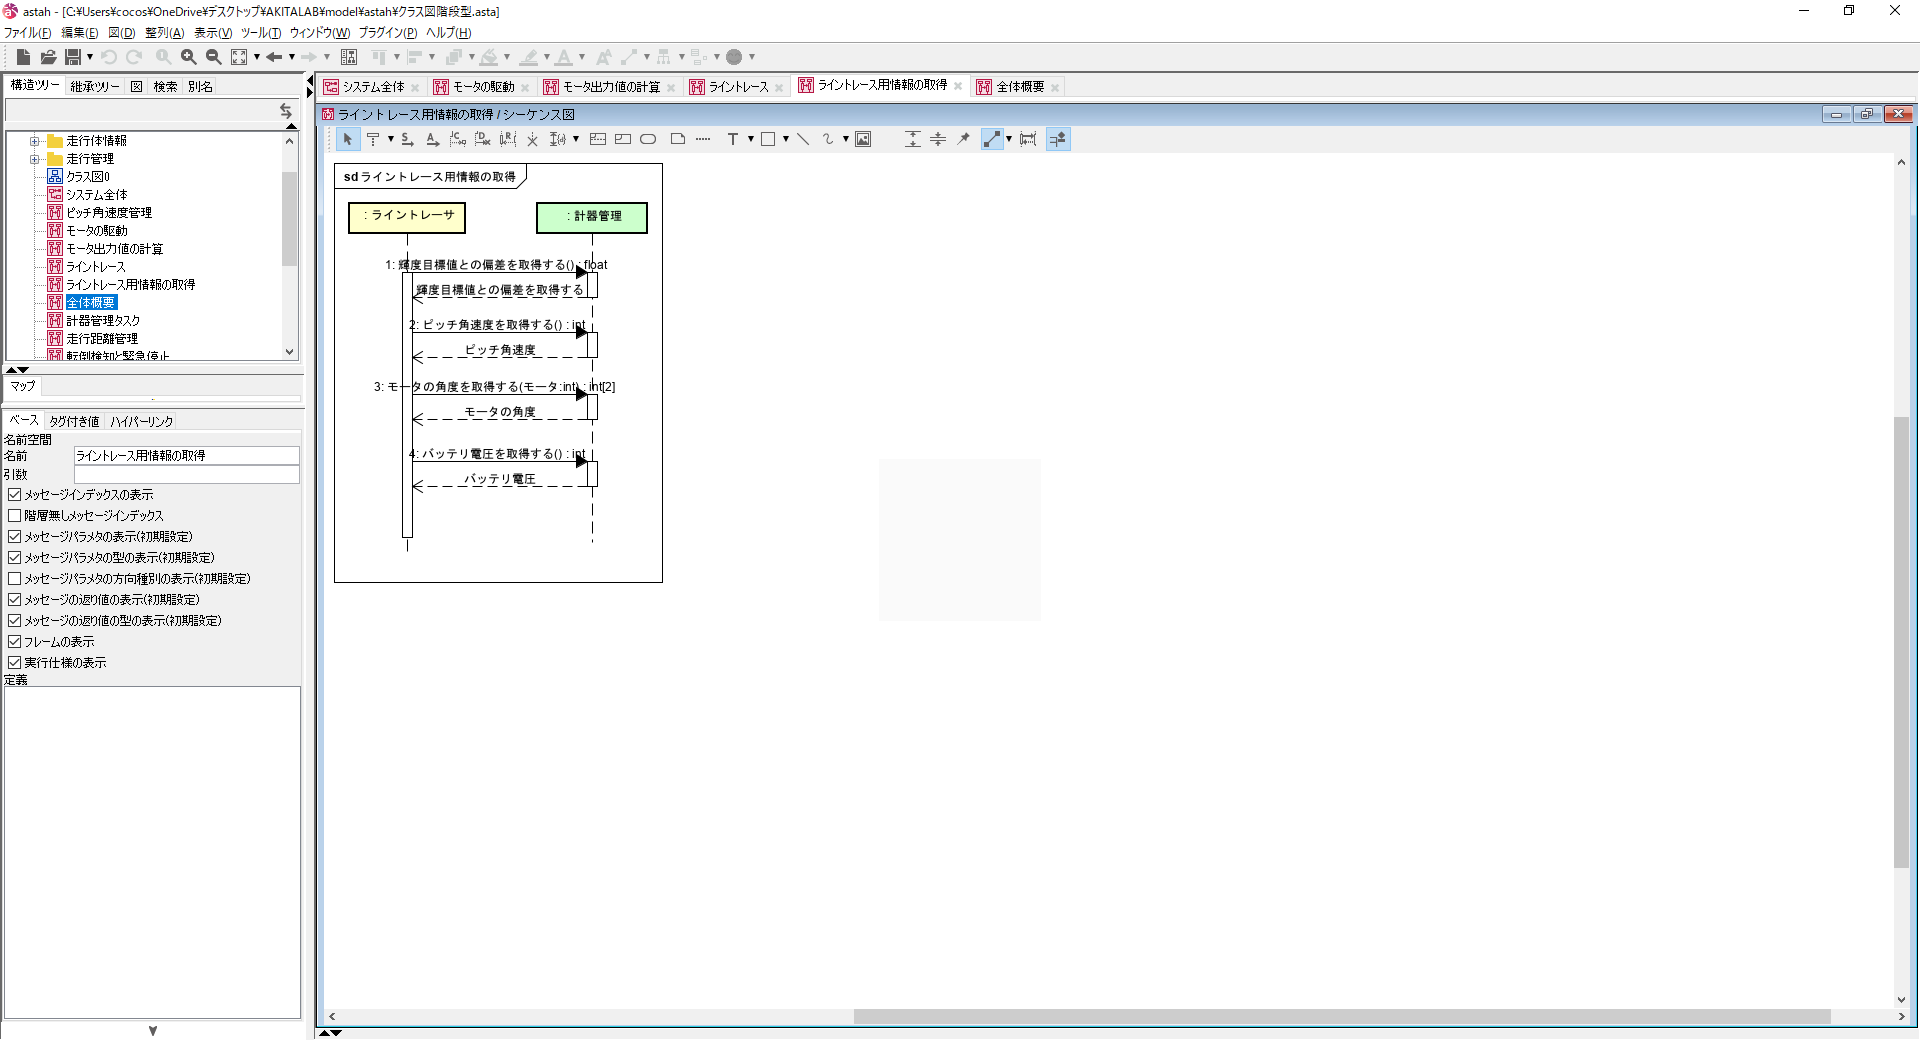 astah - [C:¥Users¥cocos¥OneDrive¥デスクトップ¥AKITALAB¥model¥astah¥クラス図階段型.asta]
ファイル(F) 編集(E) 図(D) 整列(A) 表示(V) ツール(T) ウィンドウ(W) プラグイン(P) ヘルプ(H)
構造ツリー 継承ツリー 図 検索 別名
システム全体 モータの駆動 モータ出力値の計算 ライントレース ライントレース用情報の取得 全体概要
ライントレース用情報の取得 / シーケンス図
走行体情報
走行管理
クラス図0
システム全体
ピッチ角速度管理
モータの駆動
モータ出力値の計算
ライントレース
ライントレース用情報の取得
全体概要
計器管理タスク
走行距離管理
転倒検知と緊急停止
マップ
ベース タグ付き値 ハイパーリンク
名前空間
名前 ライントレース用情報の取得
引数
メッセージインデックスの表示
階層無しメッセージインデックス
メッセージパラメタの表示(初期設定)
メッセージパラメタの型の表示(初期設定)
メッセージパラメタの方向種別の表示(初期設定)
メッセージの返り値の表示(初期設定)
メッセージの返り値の型の表示(初期設定)
フレームの表示
実行仕様の表示
定義
sd ライントレース用情報の取得
: ライントレーサ
: 計器管理
1: 輝度目標値との偏差を取得する() : float
輝度目標値との偏差を取得する
2: ピッチ角速度を取得する() : int
ピッチ角速度
3: モータの角度を取得する(モータ:int) : int[2]
モータの角度
4: バッテリ電圧を取得する() : int
バッテリ電圧